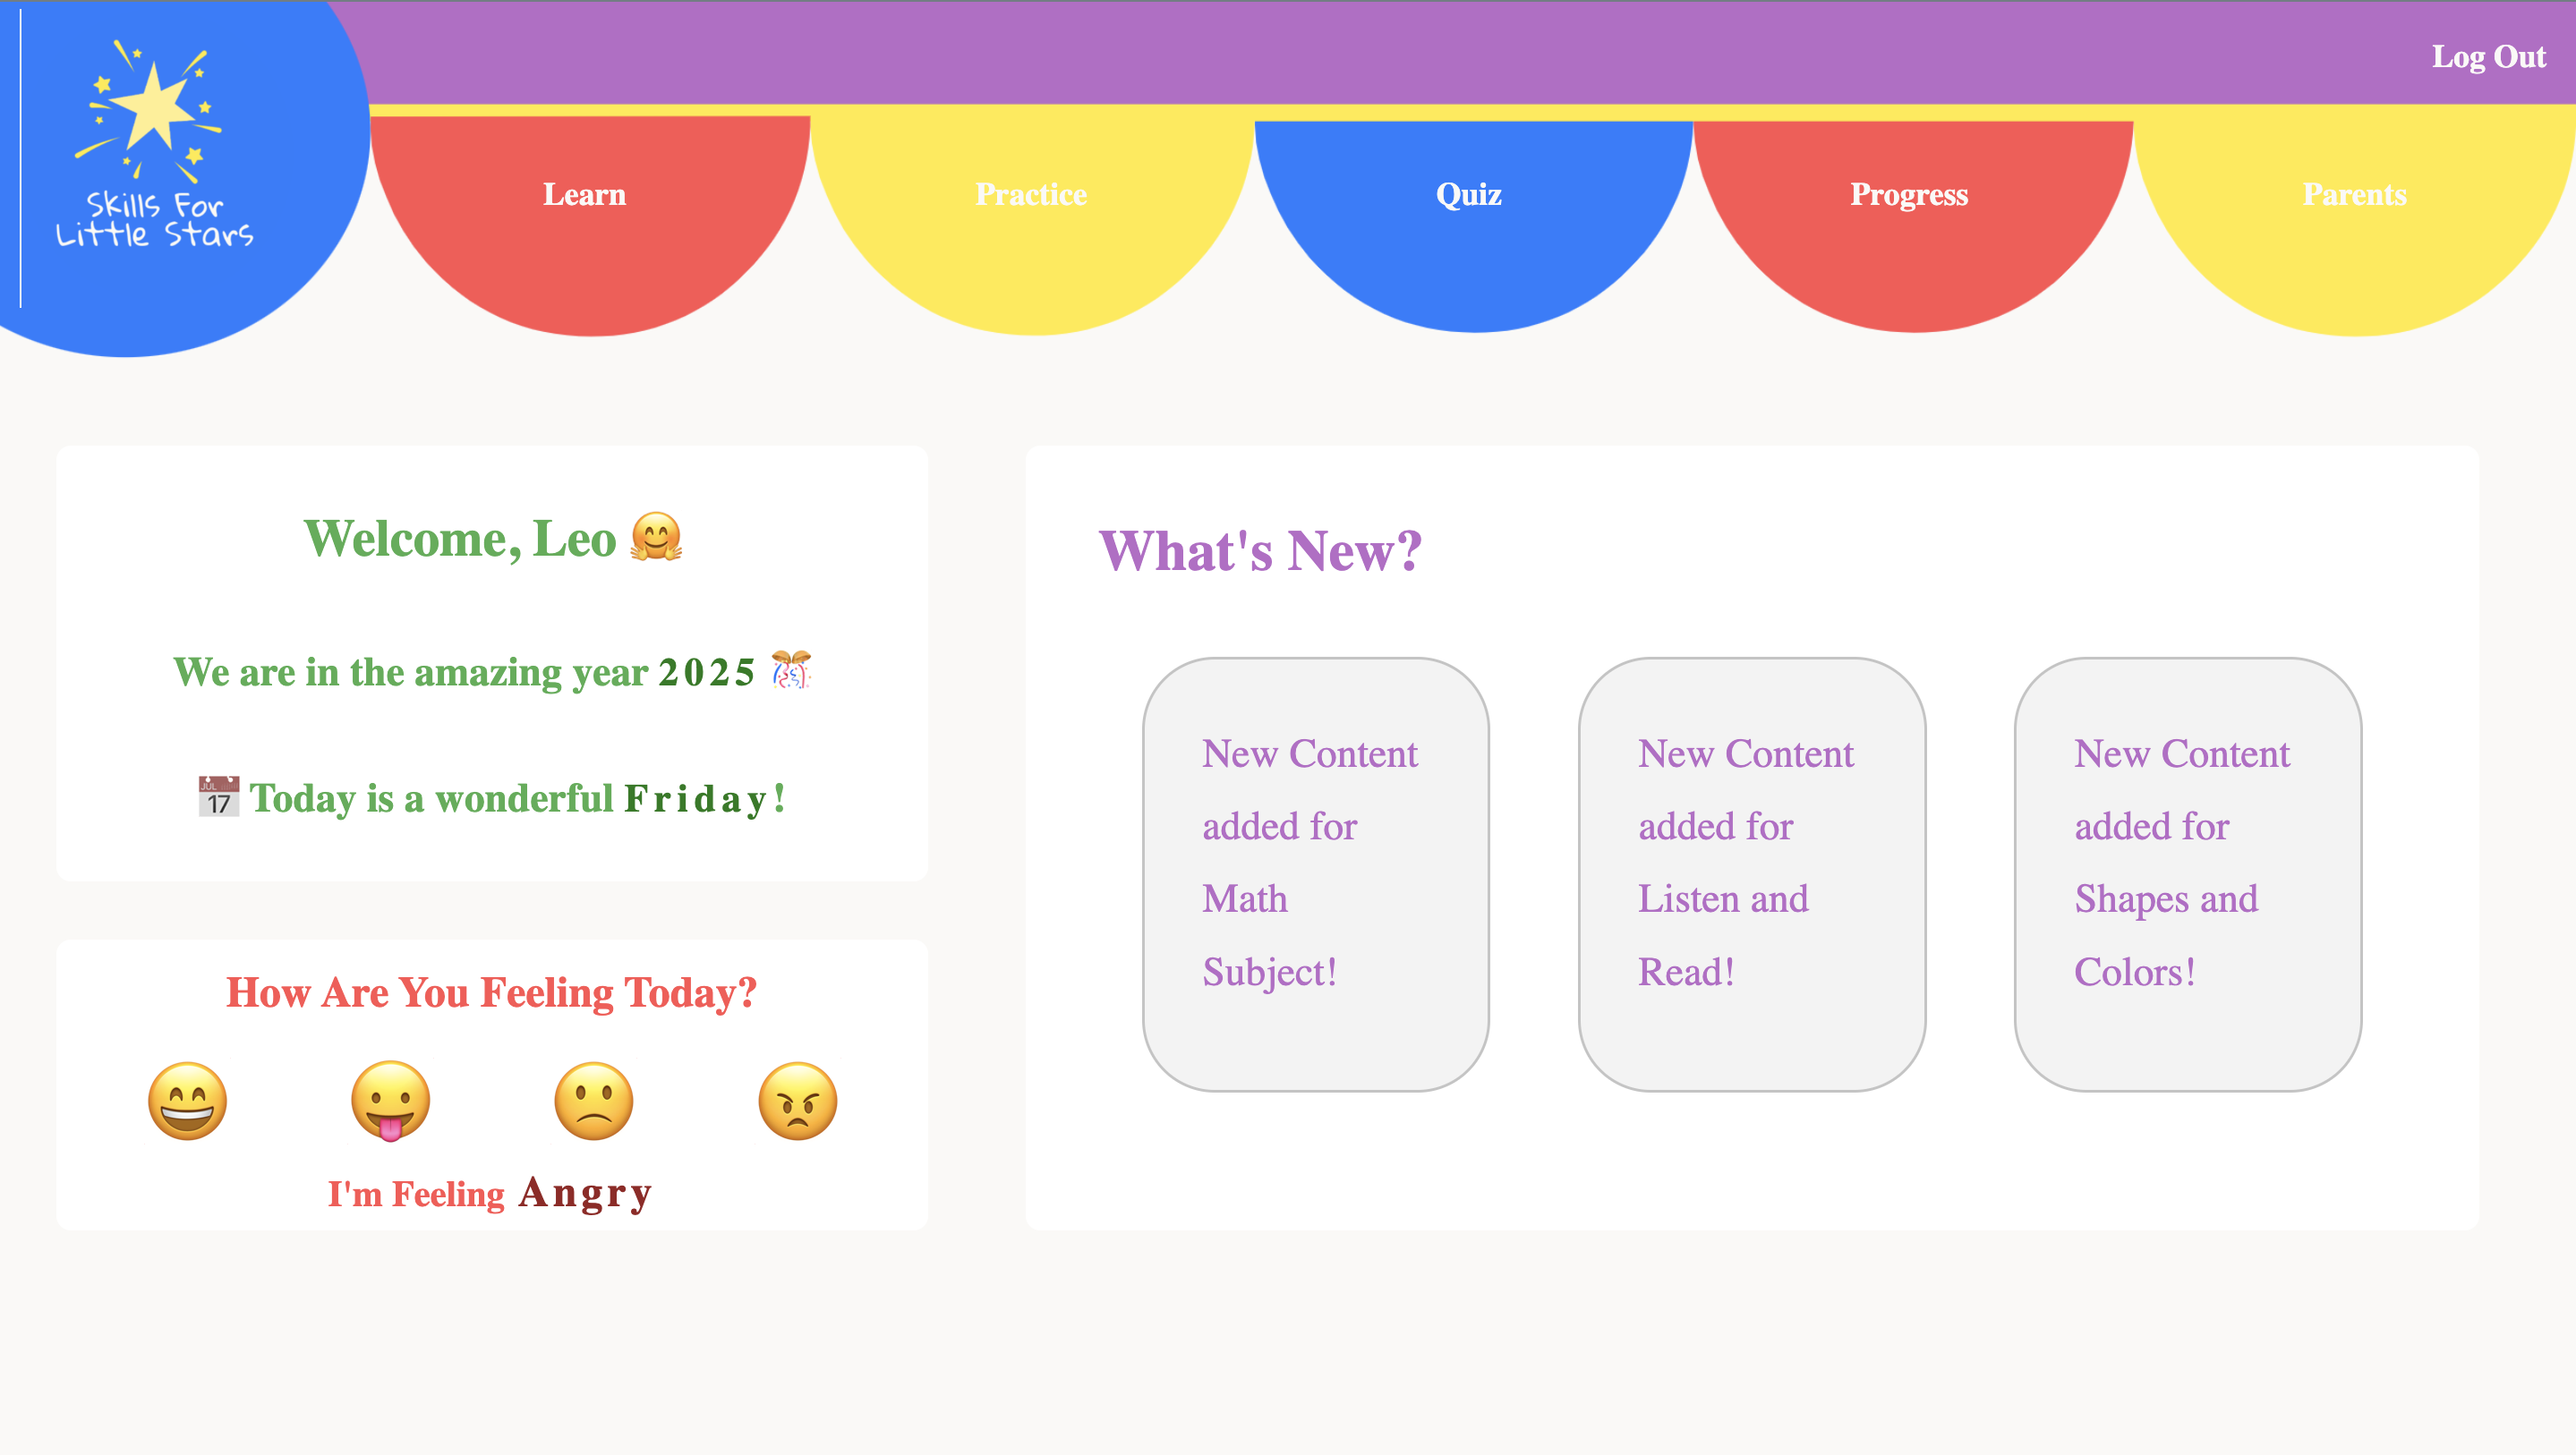 Log Out
Skills For
Little Stars
Learn
Practice
Quiz
Progress
Parents
Welcome, Leo 🤗
We are in the amazing year 2025 🎊
📅 Today is a wonderful Friday!
How Are You Feeling Today?
I'm Feeling Angry
What's New?
New Content
added for
Math
Subject!
New Content
added for
Listen and
Read!
New Content
added for
Shapes and
Colors!